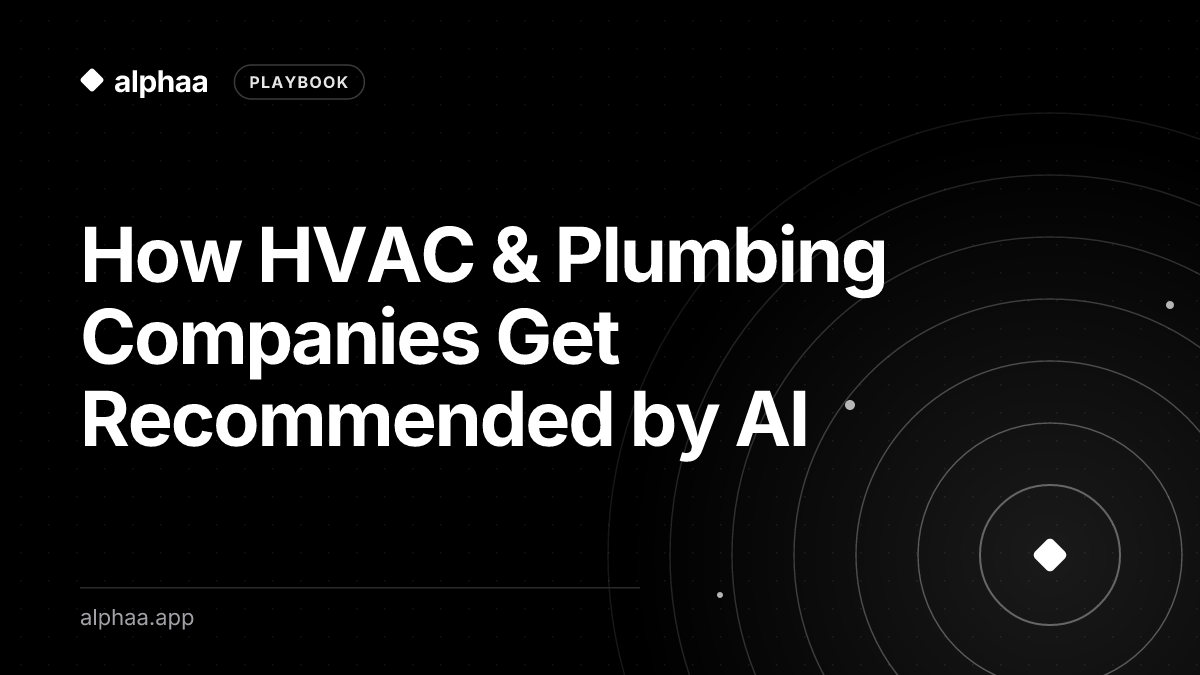 alphaa PLAYBOOK
How HVAC & Plumbing
Companies Get
Recommended by AI
alphaa.app